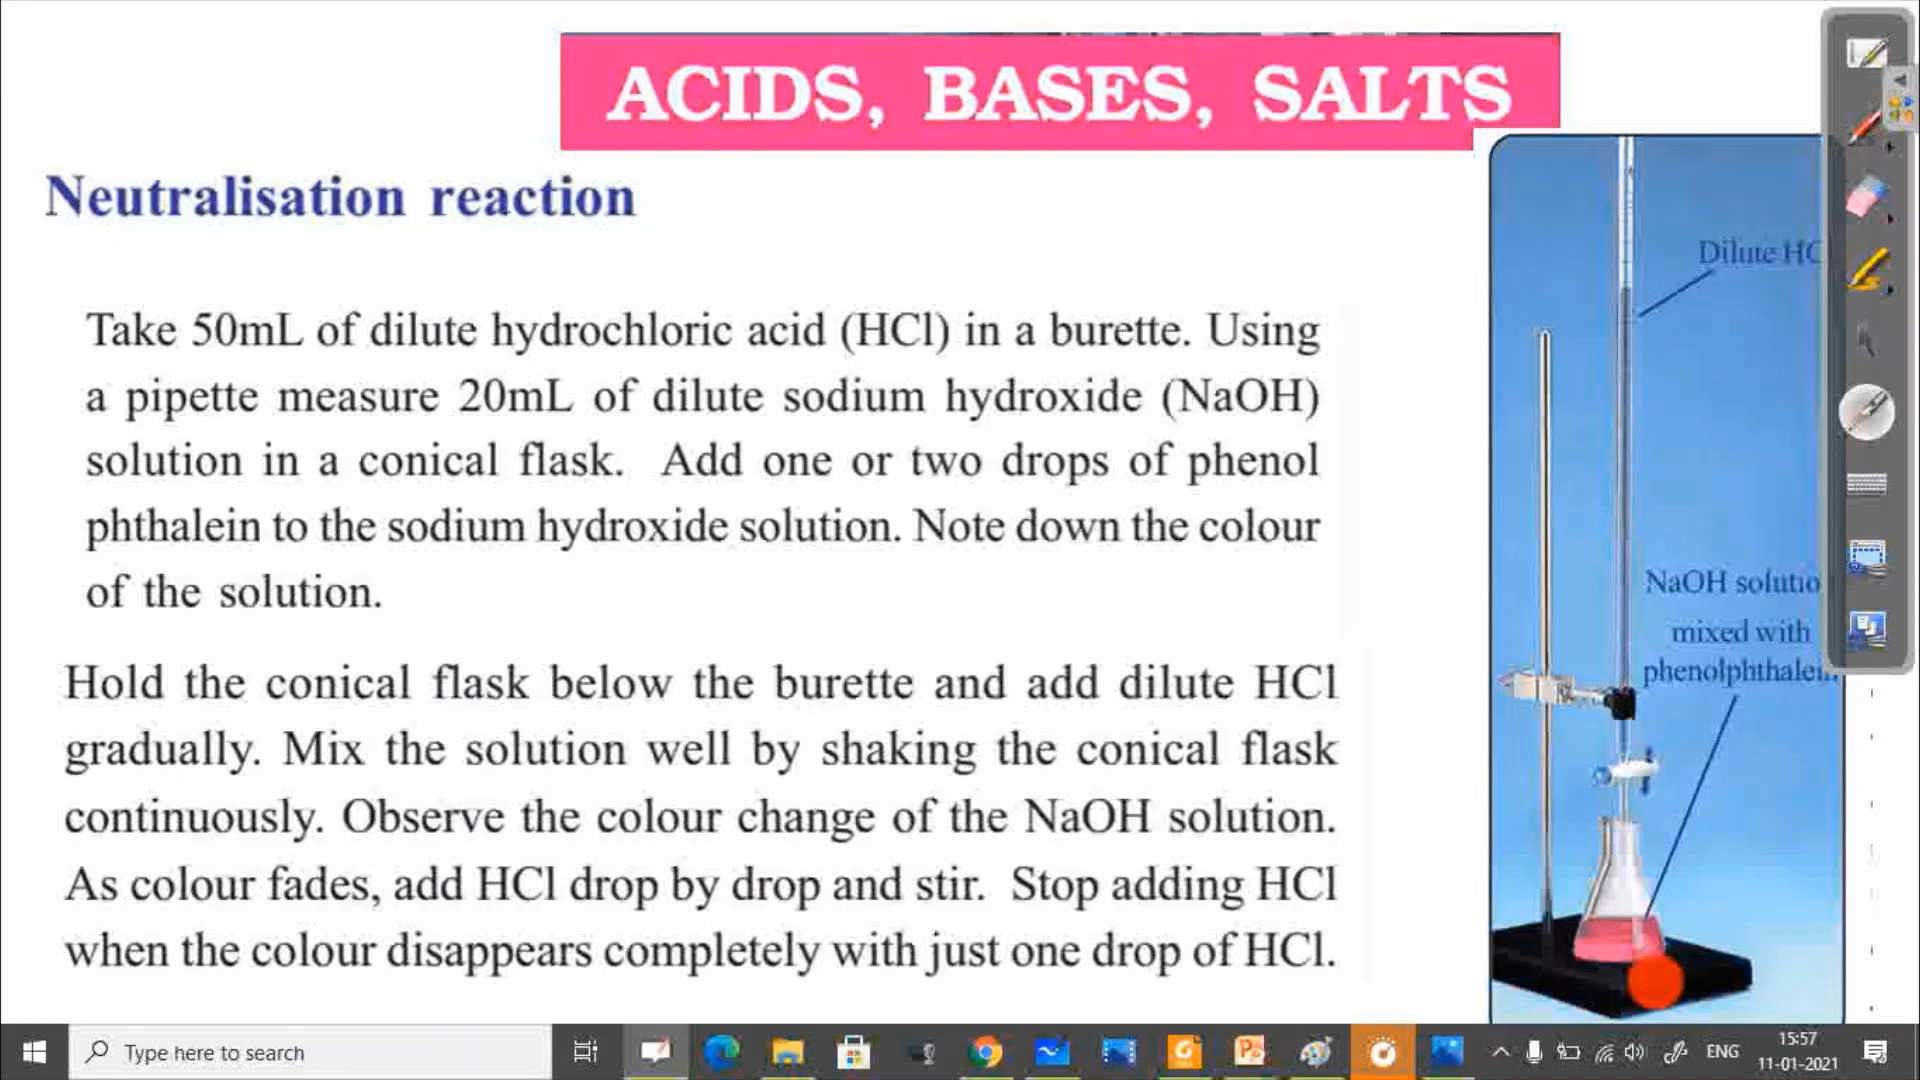 ACIDS, BASES, SALTS
Neutralisation reaction
Take 50mL of dilute hydrochloric acid (HCl) in a burette. Using
a pipette measure 20mL of dilute sodium hydroxide (NaOH)
solution in a conical flask. Add one or two drops of phenol
phthalein to the sodium hydroxide solution. Note down the colour
of the solution.
Hold the conical flask below the burette and add dilute HCl
gradually. Mix the solution well by shaking the conical flask
continuously. Observe the colour change of the NaOH solution.
As colour fades, add HCl drop by drop and stir. Stop adding HCl
when the colour disappears completely with just one drop of HCl.
Dilute HC
NaOH solutio
mixed with
phenolphthalein
Type here to search
ENG
15:57
11-01-2021